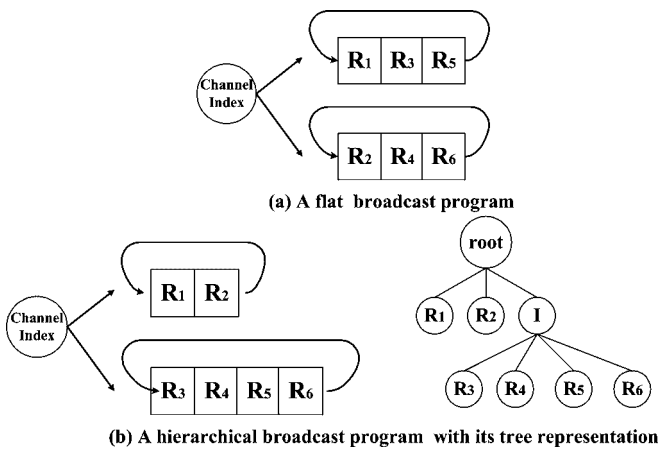 Channel
Index
R1 R3 R5
R2 R4 R6
(a) A flat broadcast program
Channel
Index
R1 R2
R3 R4 R5 R6
root
R1 R2 I
R3 R4 R5 R6
(b) A hierarchical broadcast program with its tree representation